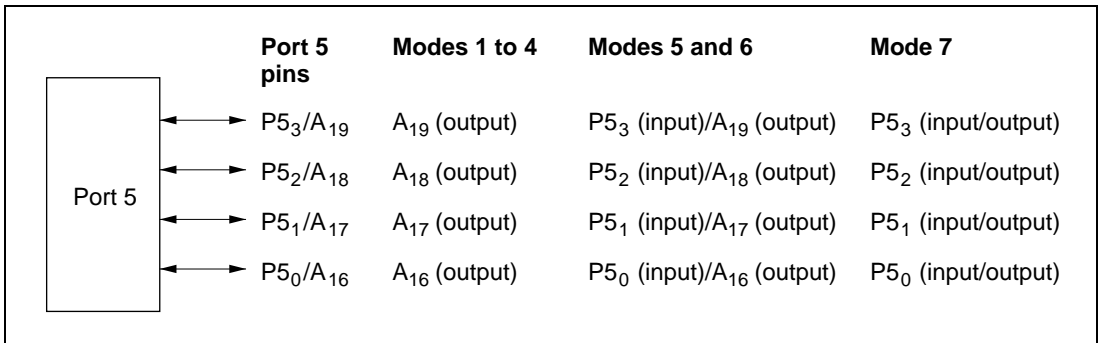 Port 5 pins Modes 1 to 4 Modes 5 and 6 Mode 7
P5₃/A₁₉ A₁₉ (output) P5₃ (input)/A₁₉ (output) P5₃ (input/output)
P5₂/A₁₈ A₁₈ (output) P5₂ (input)/A₁₈ (output) P5₂ (input/output)
Port 5
P5₁/A₁₇ A₁₇ (output) P5₁ (input)/A₁₇ (output) P5₁ (input/output)
P5₀/A₁₆ A₁₆ (output) P5₀ (input)/A₁₆ (output) P5₀ (input/output)